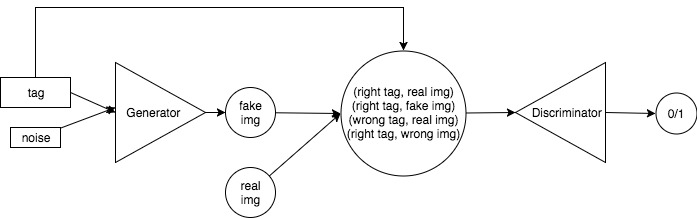 tag
noise
Generator
fake
img
real
img
(right tag, real img)
(right tag, fake img)
(wrong tag, real img)
(right tag, wrong img)
Discriminator
0/1